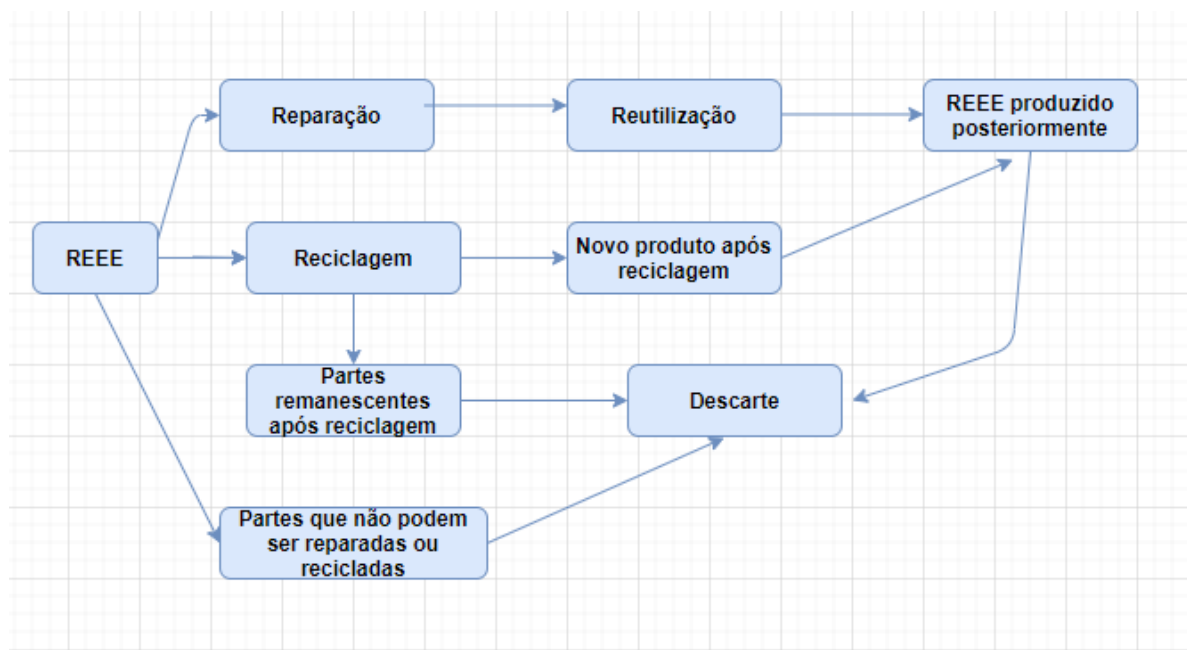 Reparação
Reutilização
REEE produzido
posteriormente
REEE
Reciclagem
Novo produto após
reciclagem
Partes
remanescentes
após reciclagem
Descarte
Partes que não podem
ser reparadas ou
recicladas